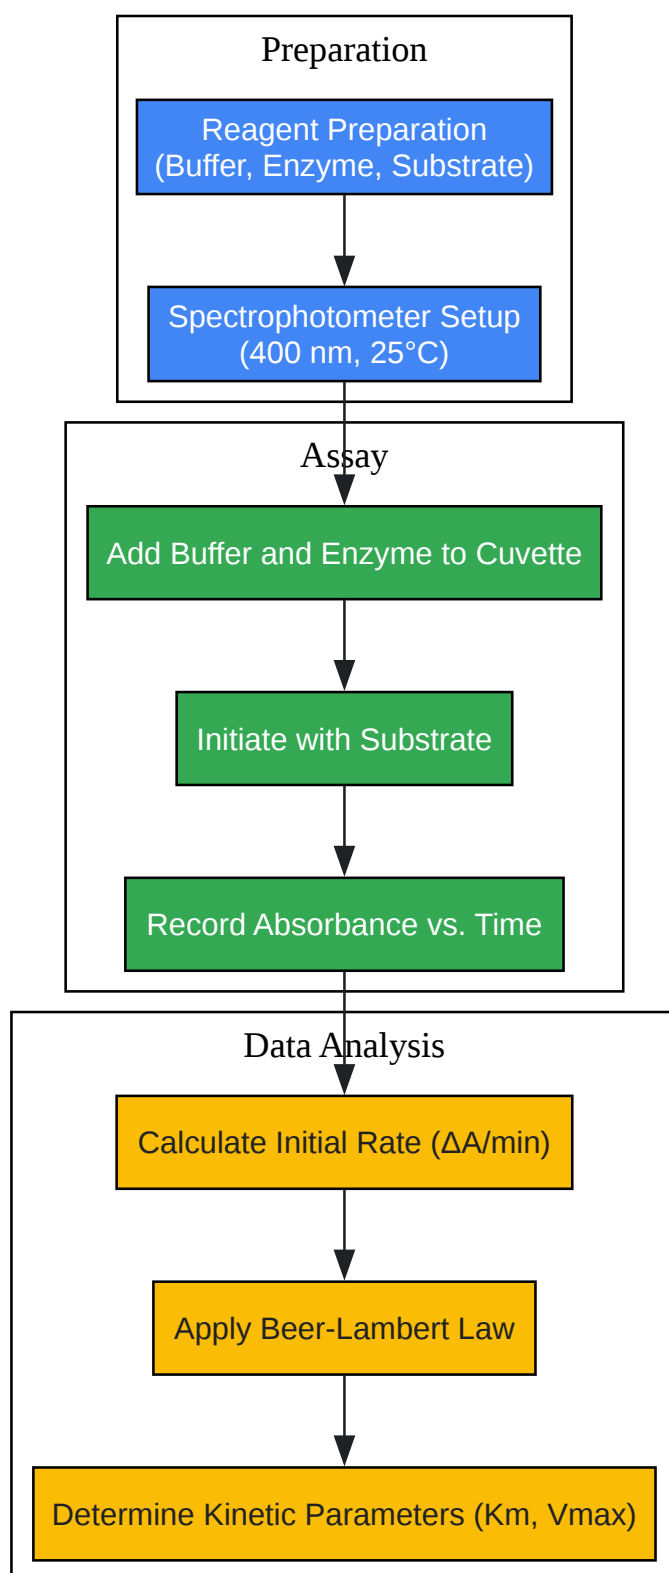 Preparation
Reagent Preparation
(Buffer, Enzyme, Substrate)
Spectrophotometer Setup
(400 nm, 25°C)
Assay
Add Buffer and Enzyme to Cuvette
Initiate with Substrate
Record Absorbance vs. Time
Data Analysis
Calculate Initial Rate (ΔA/min)
Apply Beer-Lambert Law
Determine Kinetic Parameters (Km, Vmax)